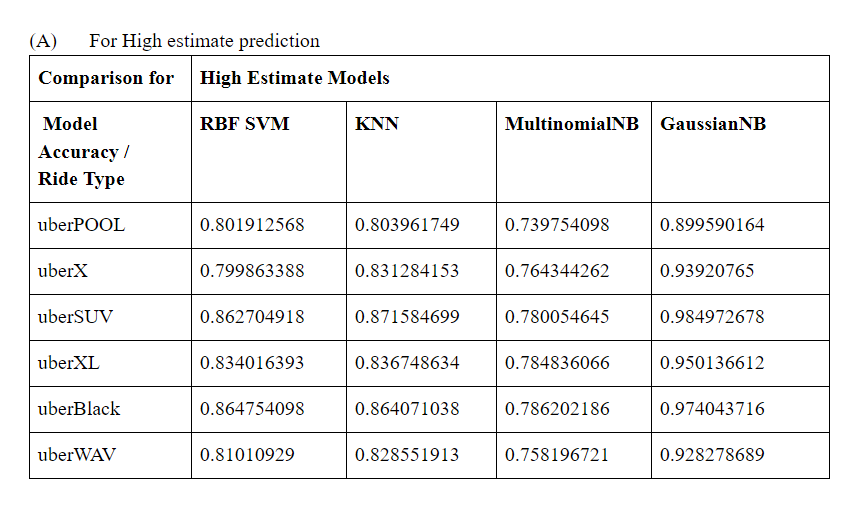 (A) For High estimate prediction
Comparison for High Estimate Models
Model Accuracy / Ride Type RBF SVM KNN MultinomialNB GaussianNB
uberPOOL 0.801912568 0.803961749 0.739754098 0.899590164
uberX 0.799863388 0.831284153 0.764344262 0.93920765
uberSUV 0.862704918 0.871584699 0.780054645 0.984972678
uberXL 0.834016393 0.836748634 0.784836066 0.950136612
uberBlack 0.864754098 0.864071038 0.786202186 0.974043716
uberWAV 0.81010929 0.828551913 0.758196721 0.928278689